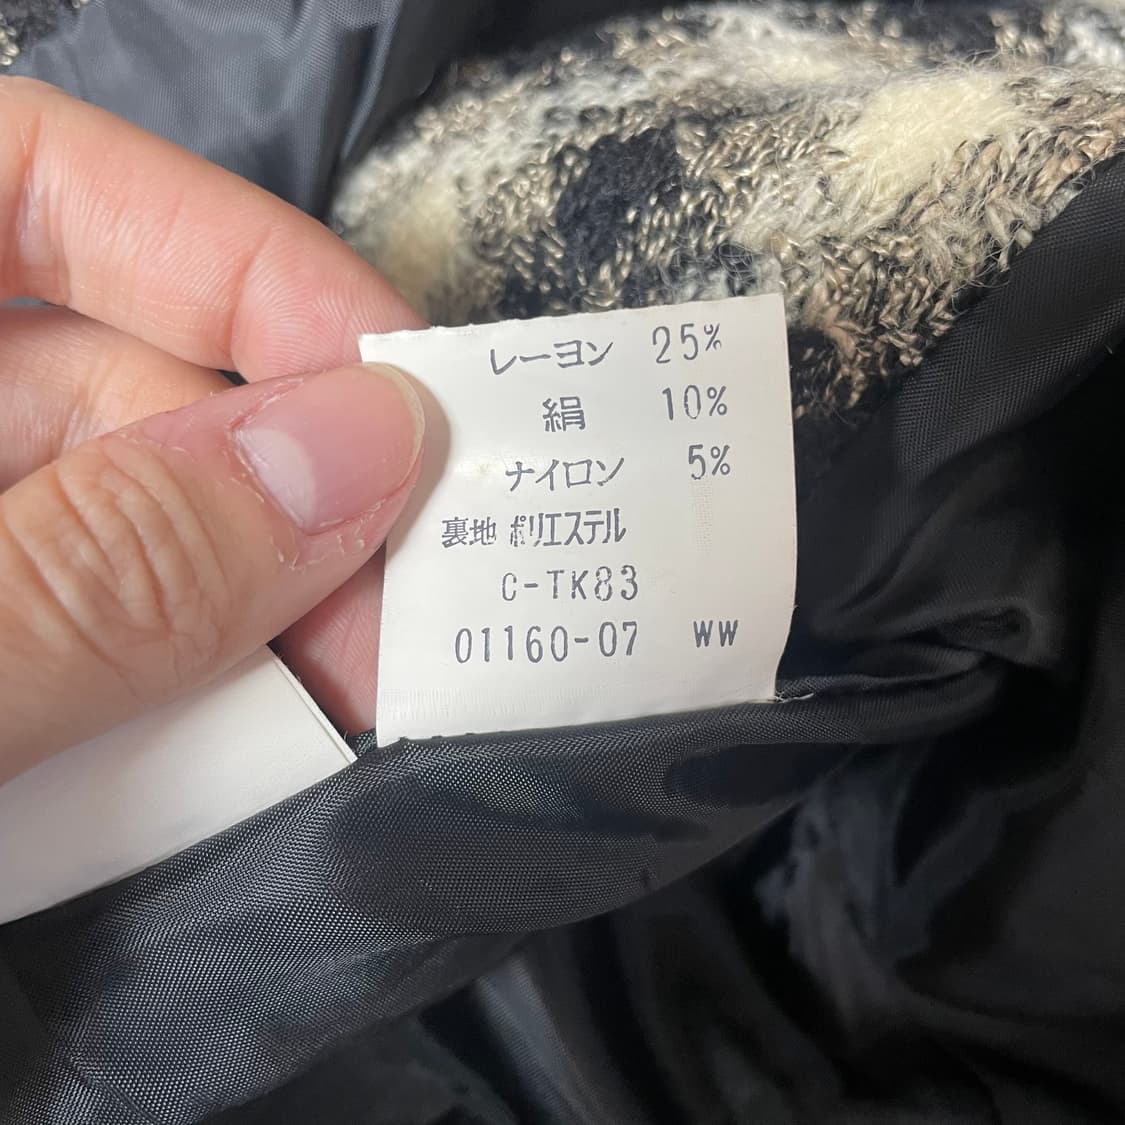 レーヨン 25%
絹 10%
ナイロン 5%
裏地 ポリエステル
C-TK83
01160-07 WW